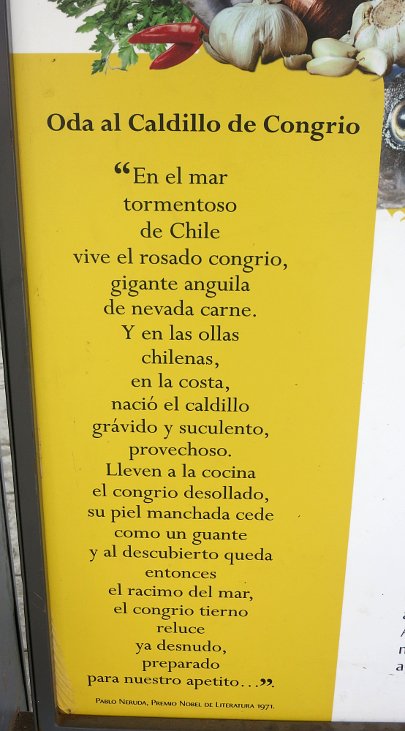 Oda al Caldillo de Congrio
“En el mar
tormentoso
de Chile
vive el rosado congrio,
gigante anguila
de nevada carne.
Y en las ollas
chilenas,
en la costa,
nació el caldillo
grávido y suculento,
provechoso.
Lleven a la cocina
el congrio desollado,
su piel manchada cede
como un guante
y al descubierto queda
entonces
el racimo del mar,
el congrio tierno
reluce
ya desnudo,
preparado
para nuestro apetito...”.
Pablo Neruda, Premio Nobel de Literatura 1971.